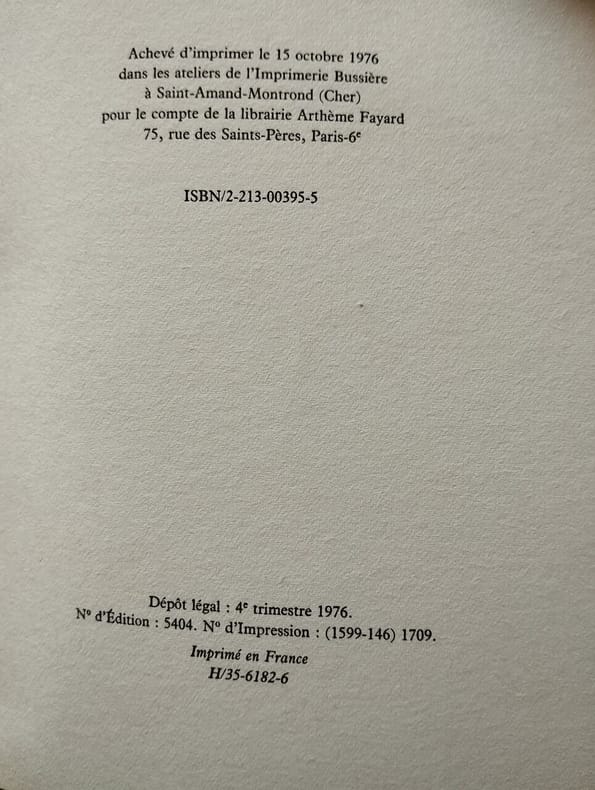 Achevé d'imprimer le 15 octobre 1976
dans les ateliers de l'Imprimerie Bussière
à Saint-Amand-Montrond (Cher)
pour le compte de la librairie Arthème Fayard
75, rue des Saints-Pères, Paris-6e
ISBN/2-213-00395-5
Dépôt légal : 4e trimestre 1976.
No d'Édition : 5404. No d'Impression : (1599-146) 1709.
Imprimé en France
H/35-6182-6